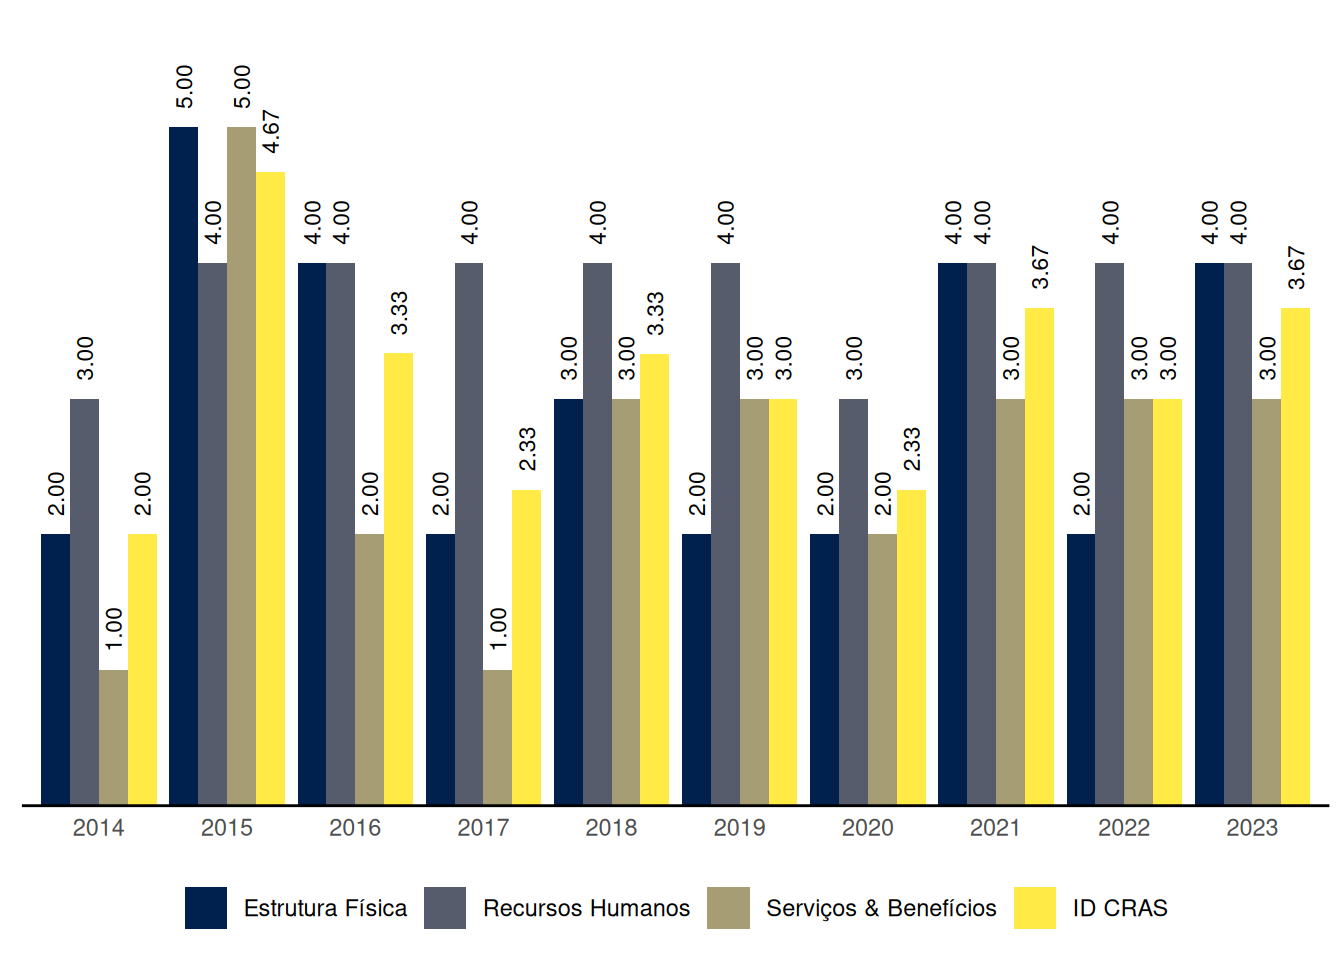 5.00 5.00
4.67
4.00 4.00 4.00 4.00 4.00 4.00 4.00 4.00 4.00 4.00 4.00
3.67 3.67
3.33 3.33
3.00 3.00 3.00 3.00 3.00 3.00 3.00 3.00 3.00 3.00
2.33 2.33
2.00 2.00 2.00 2.00 2.00 2.00 2.00 2.00
1.00 1.00
2014 2015 2016 2017 2018 2019 2020 2021 2022 2023
Estrutura Física Recursos Humanos Serviços & Benefícios ID CRAS